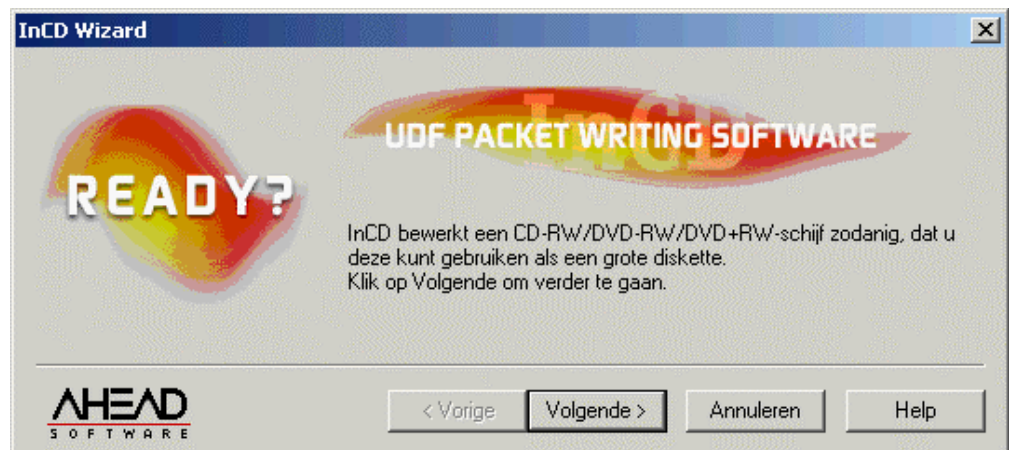 InCD Wizard
READY?
InCD
UDF PACKET WRITING SOFTWARE
InCD bewerkt een CD-RW/DVD-RW/DVD+RW-schijf zodanig, dat u
deze kunt gebruiken als een grote diskette.
Klik op Volgende om verder te gaan.
AHEAD
SOFTWARE
< Vorige
Volgende >
Annuleren
Help